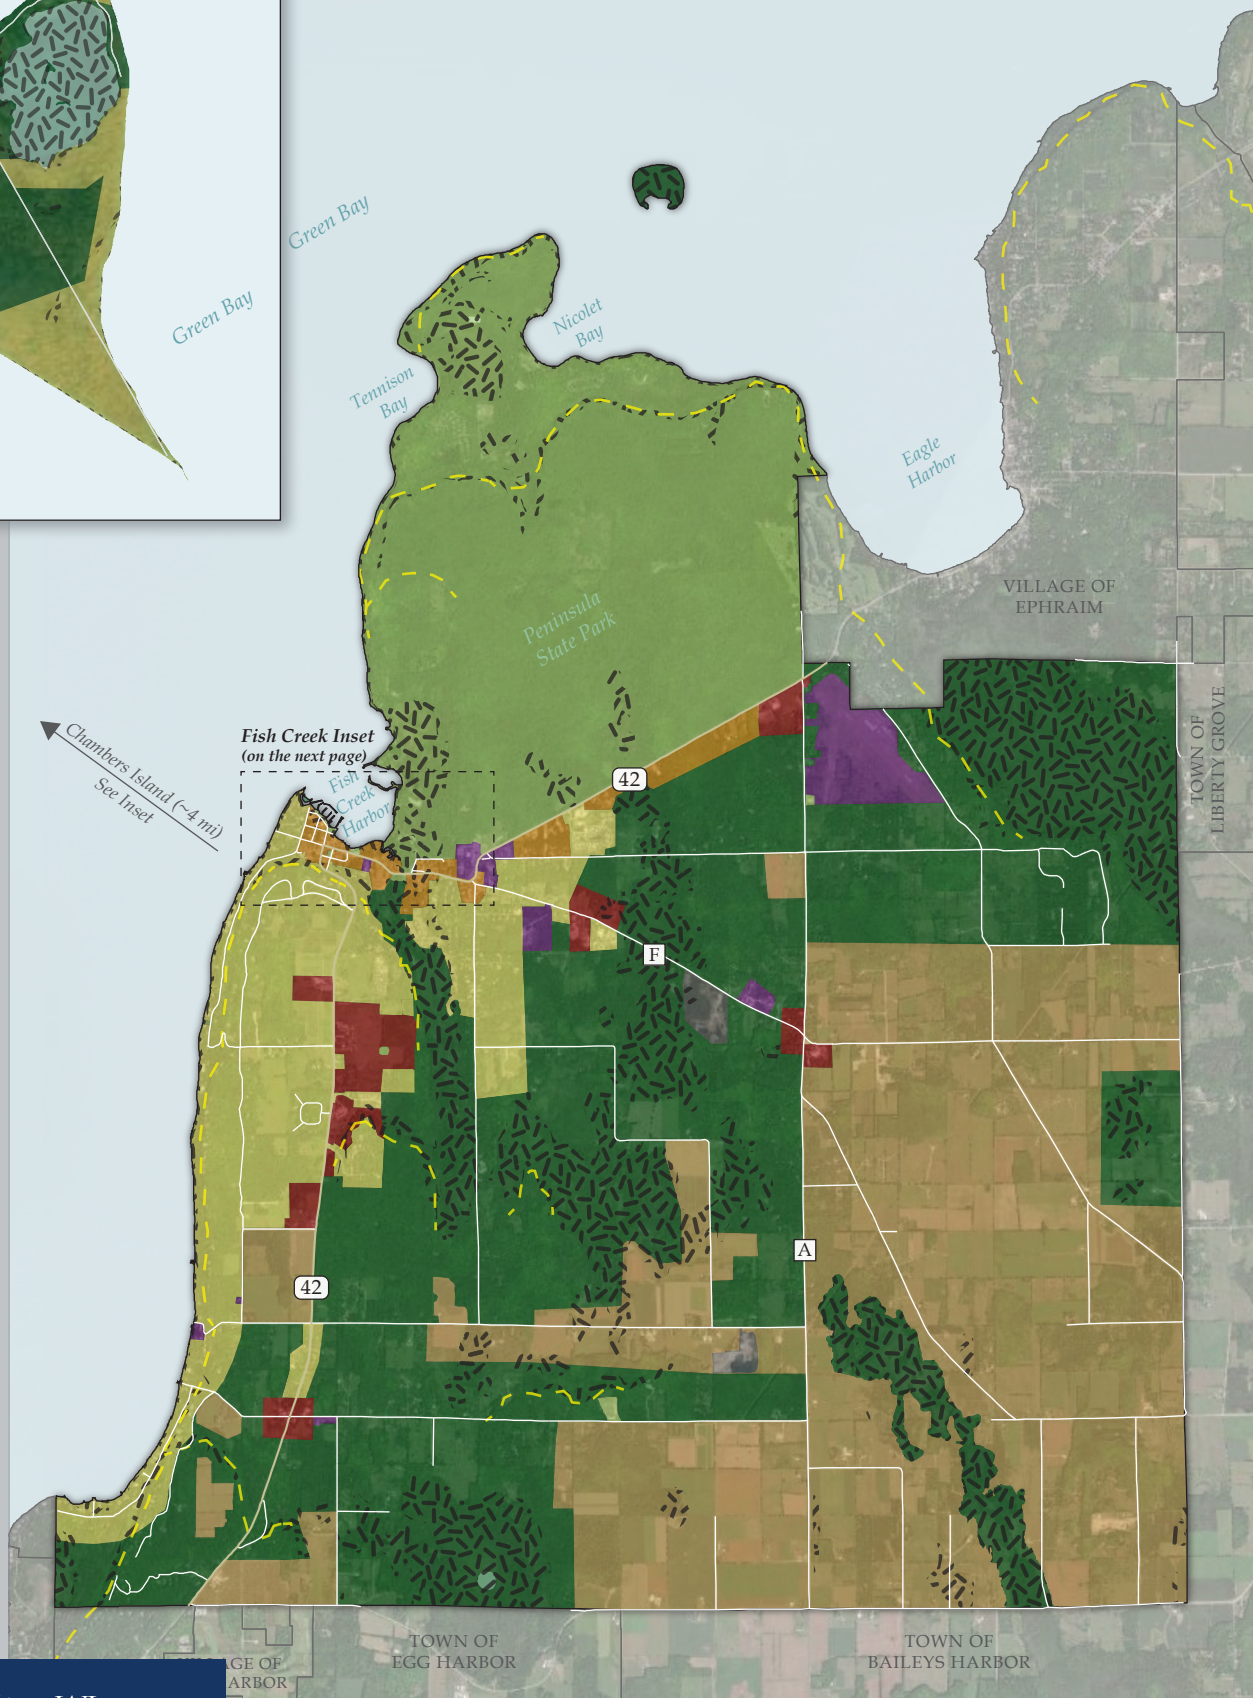 Green Bay
Green Bay
Nicolet
Bay
Tennison
Bay
Eagle
Harbor
VILLAGE OF
EPHRAIM
Peninsula
State Park
TOWN OF
LIBERTY GROVE
Fish Creek Inset
(on the next page)
Chambers Island (~4 mi)
See Inset
Fish
Creek
Harbor
42
F
A
42
TOWN OF
EGG HARBOR
TOWN OF
BAILEYS HARBOR
AGE OF
ARBOR